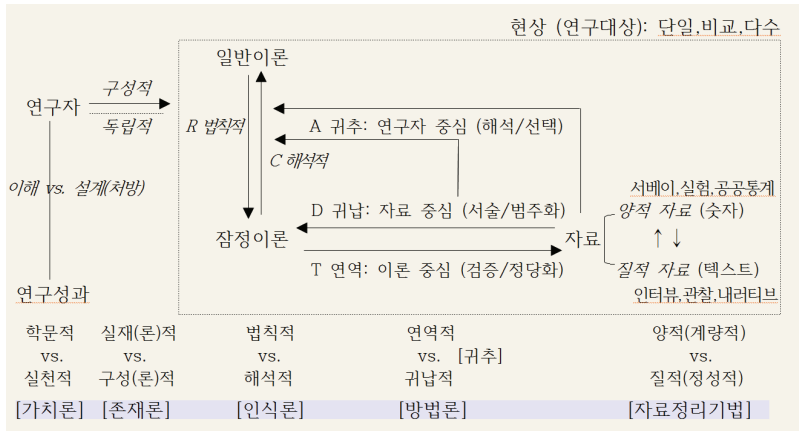 현상 (연구대상): 단일,비교,다수
일반이론
연구자
구성적
독립적
R 법칙적
A 귀추: 연구자 중심 (해석/선택)
C 해석적
이해 vs. 설계(처방)
서베이,실험,공공통계
D 귀납: 자료 중심 (서술/범주화)
양적 자료 (숫자)
잠정이론
자료
T 연역: 이론 중심 (검증/정당화)
질적 자료 (텍스트)
연구성과
인터뷰,관찰,내러티브
학문적 실재(론)적 법칙적 연역적 양적(계량적)
vs. vs. vs. vs. [귀추] vs.
실천적 구성(론)적 해석적 귀납적 질적(정성적)
[가치론] [존재론] [인식론] [방법론] [자료정리기법]